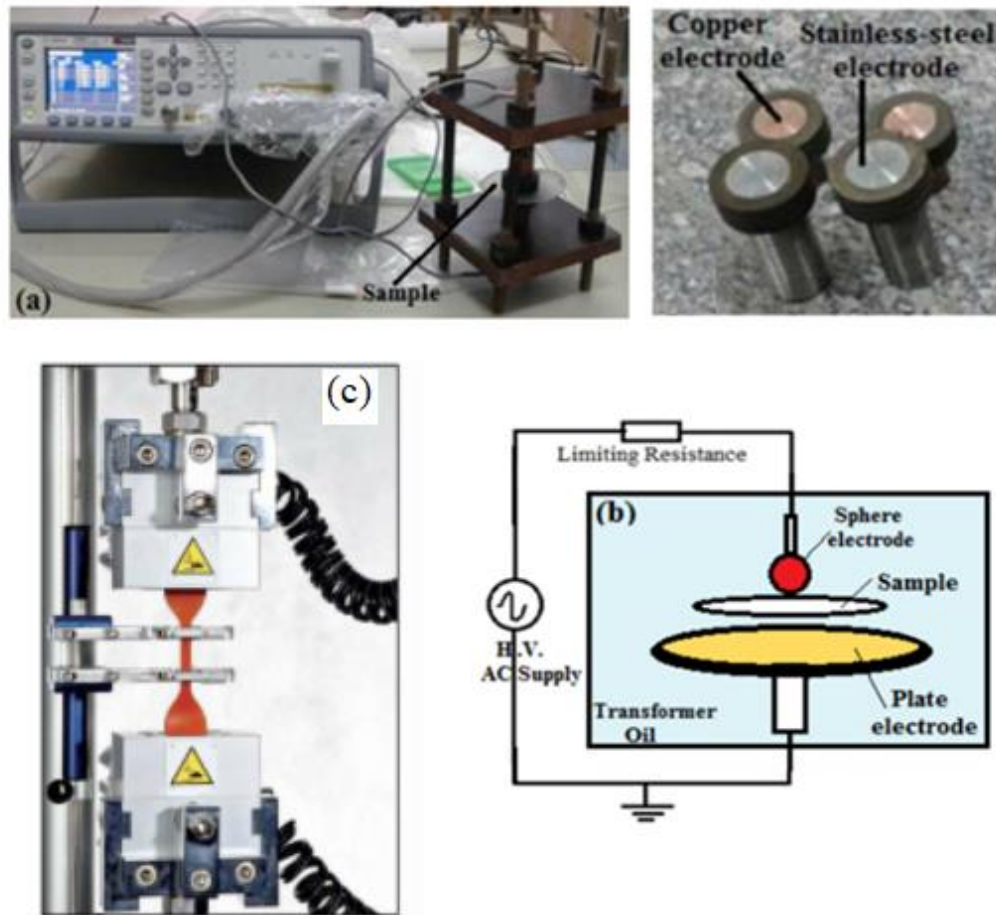 Copper
electrode
Stainless-steel
electrode
Sample
(a)
(c)
Limiting Resistance
(b)
Sphere
electrode
Sample
H.V.
AC Supply
Plate
electrode
Transformer
Oil